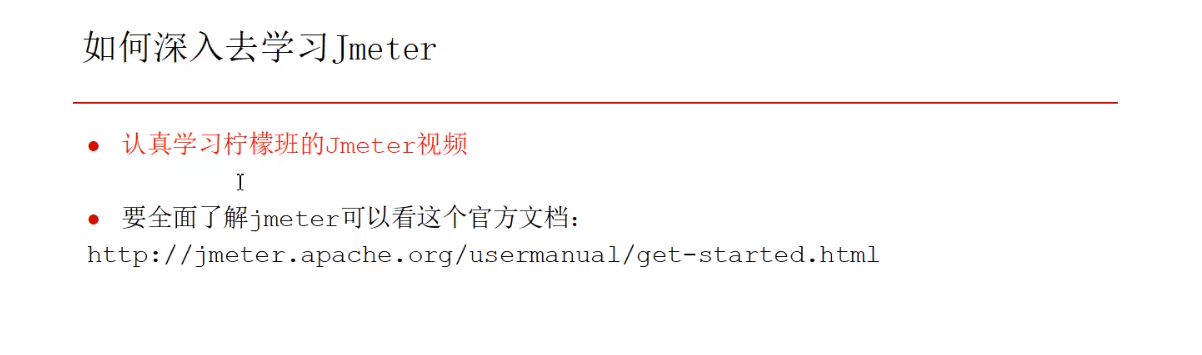 如何深入去学习Jmeter
认真学习柠檬班的Jmeter视频
要全面了解jmeter可以看这个官方文档：
http://jmeter.apache.org/usermanual/get-started.html